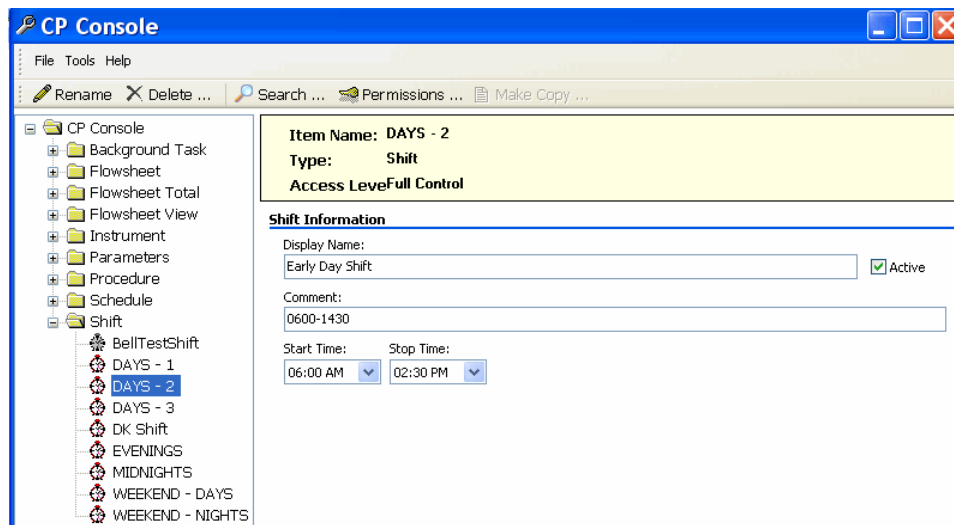 CP Console
File Tools Help
Rename Delete ... Search ... Permissions ... Make Copy ...
CP Console
Background Task
Flowsheet
Flowsheet Total
Flowsheet View
Instrument
Parameters
Procedure
Schedule
Shift
BellTestShift
DAYS - 1
DAYS - 2
DAYS - 3
DK Shift
EVENINGS
MIDNIGHTS
WEEKEND - DAYS
WEEKEND - NIGHTS
Item Name: DAYS - 2
Type: Shift
Access Leve Full Control
Shift Information
Display Name:
Early Day Shift
Active
Comment:
0600-1430
Start Time: Stop Time:
06:00 AM 02:30 PM